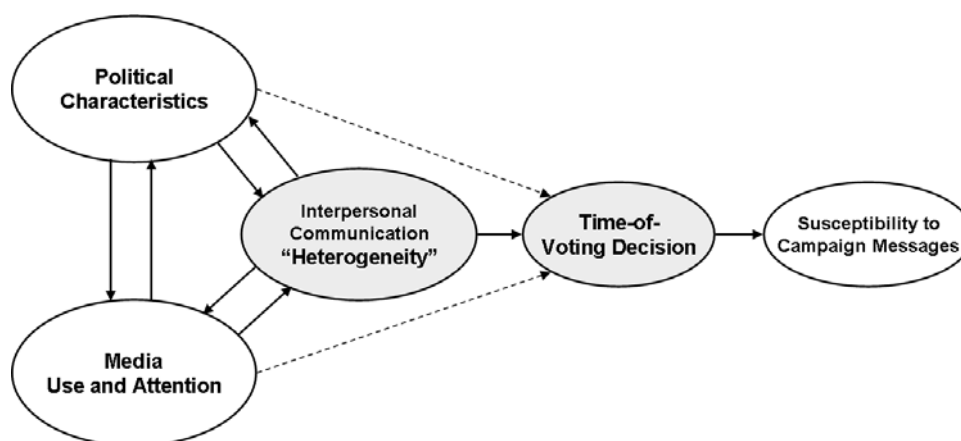 Political
Characteristics
Interpersonal
Communication
“Heterogeneity”
Time-of-
Voting Decision
Susceptibility to
Campaign Messages
Media
Use and Attention